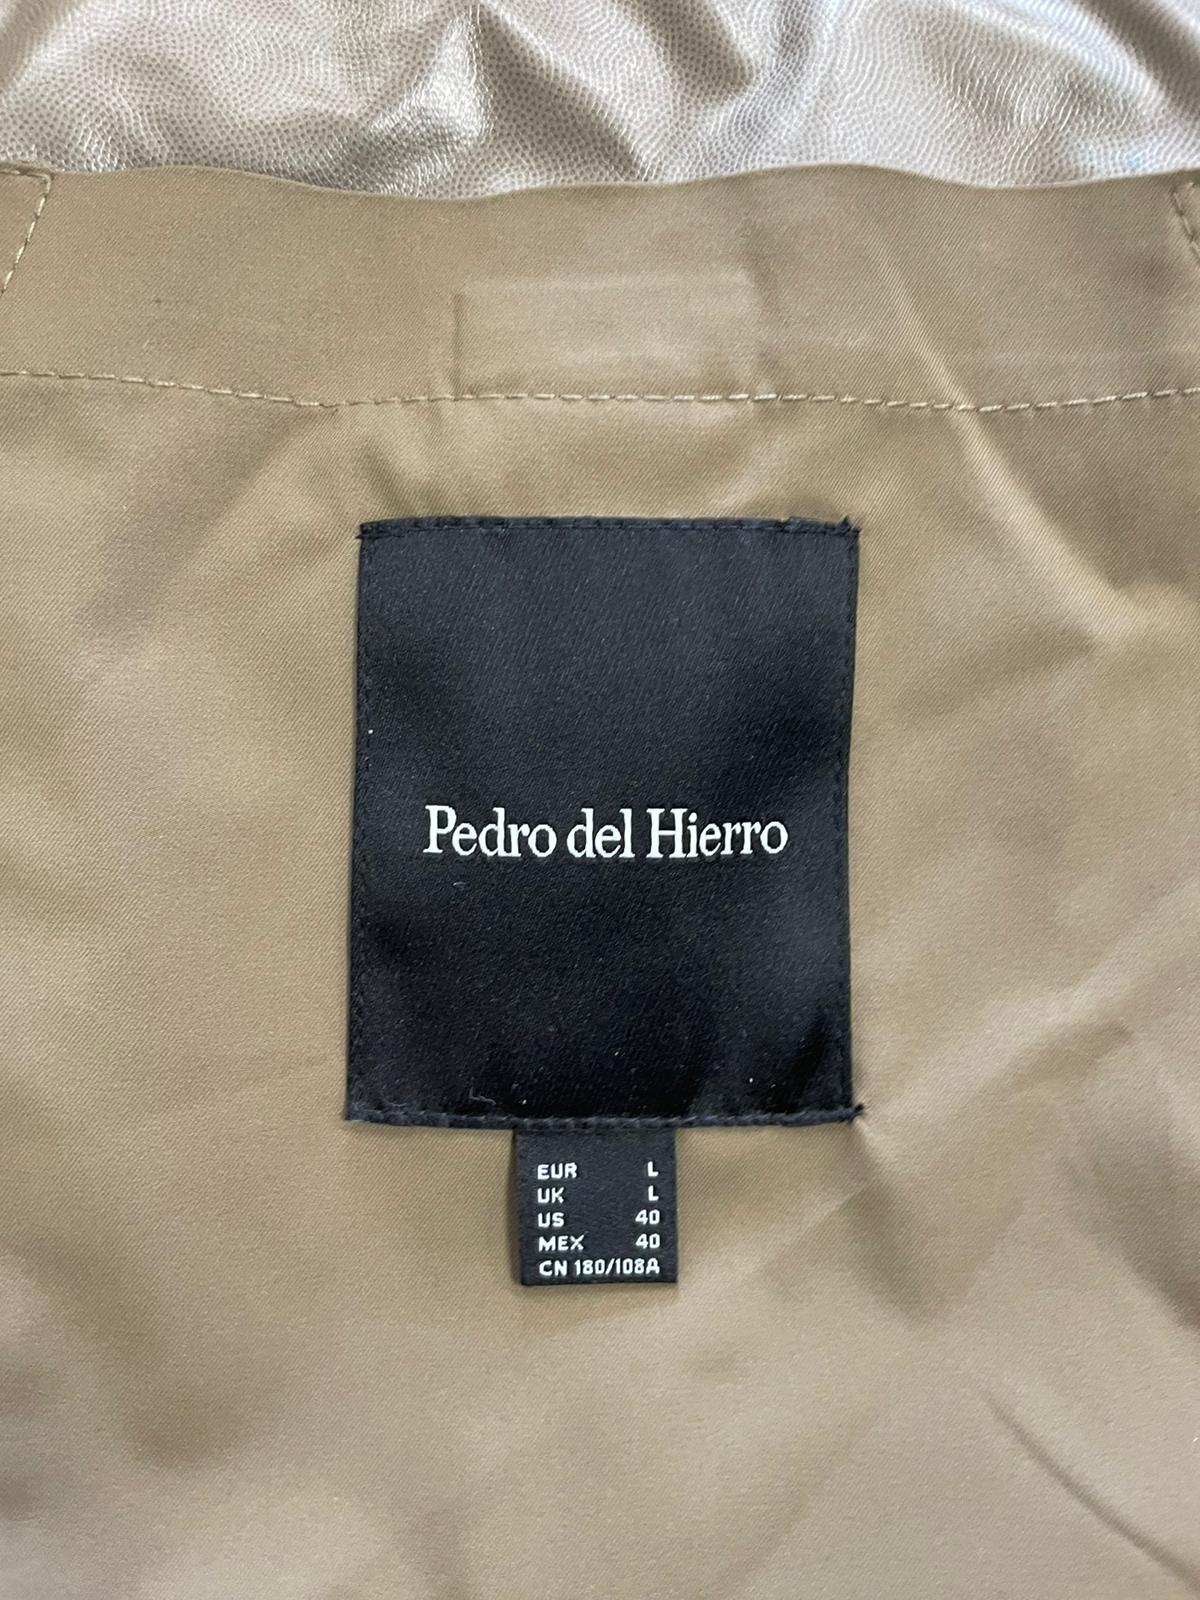 Pedro del Hierro
EUR L
UK L
US 40
MEX 40
CN 180/108A